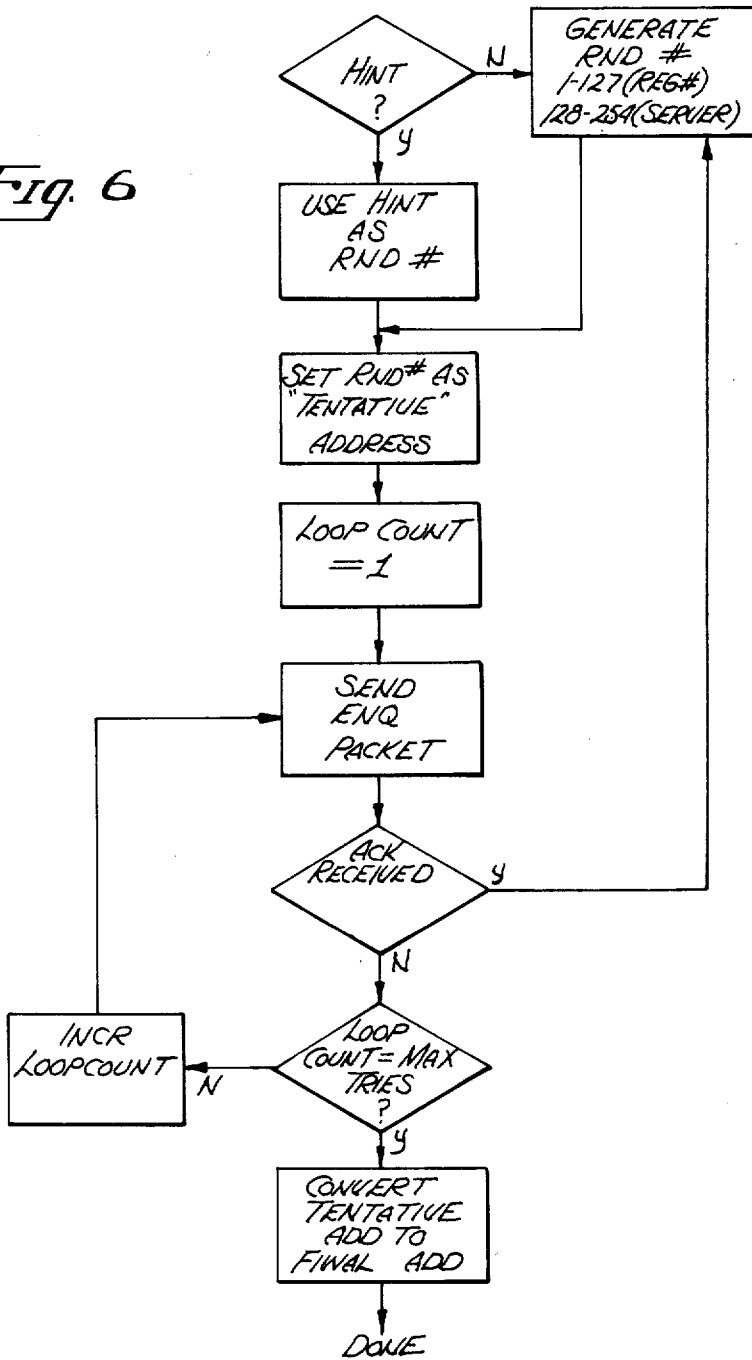 Fig. 6
HINT
?
N
Y
GENERATE
RND #
1-127 (REG#)
128-254 (SERVER)
USE HINT
AS
RND #
SET RND# AS
"TENTATIVE"
ADDRESS
LOOP COUNT
= 1
SEND
ENQ
PACKET
ACK
RECEIVED
Y
N
LOOP
COUNT = MAX
TRIES
?
N
Y
INCR
LOOPCOUNT
CONVERT
TENTATIVE
ADD TO
FINAL ADD
DONE